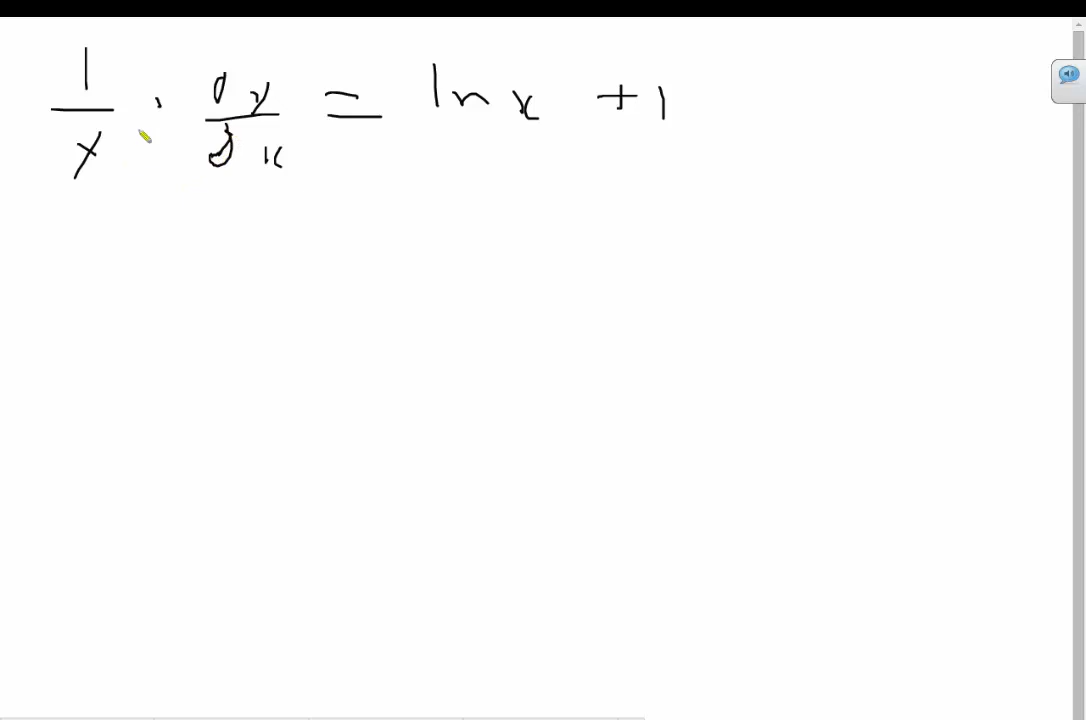 1/y · dy/dx = ln x + 1